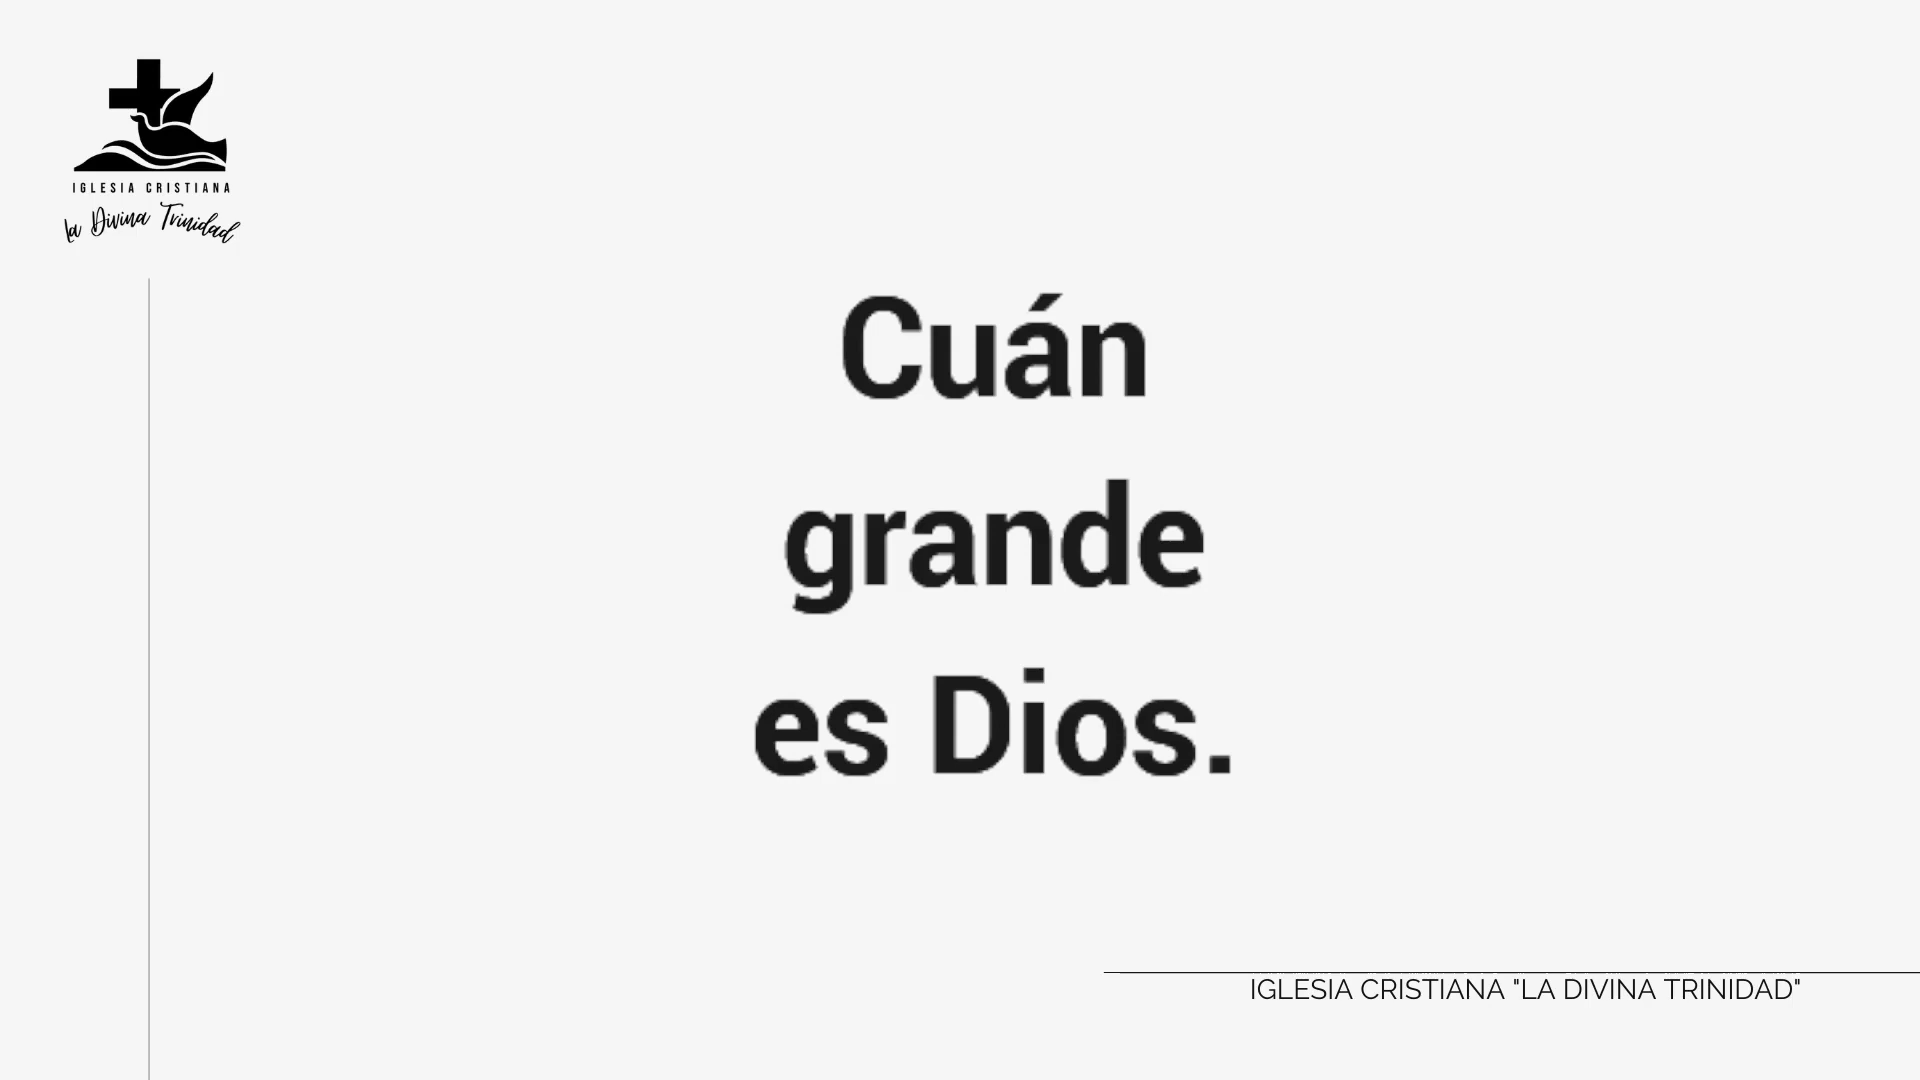 IGLESIA CRISTIANA
La Divina Trinidad
Cuán
grande
es Dios.
IGLESIA CRISTIANA "LA DIVINA TRINIDAD"